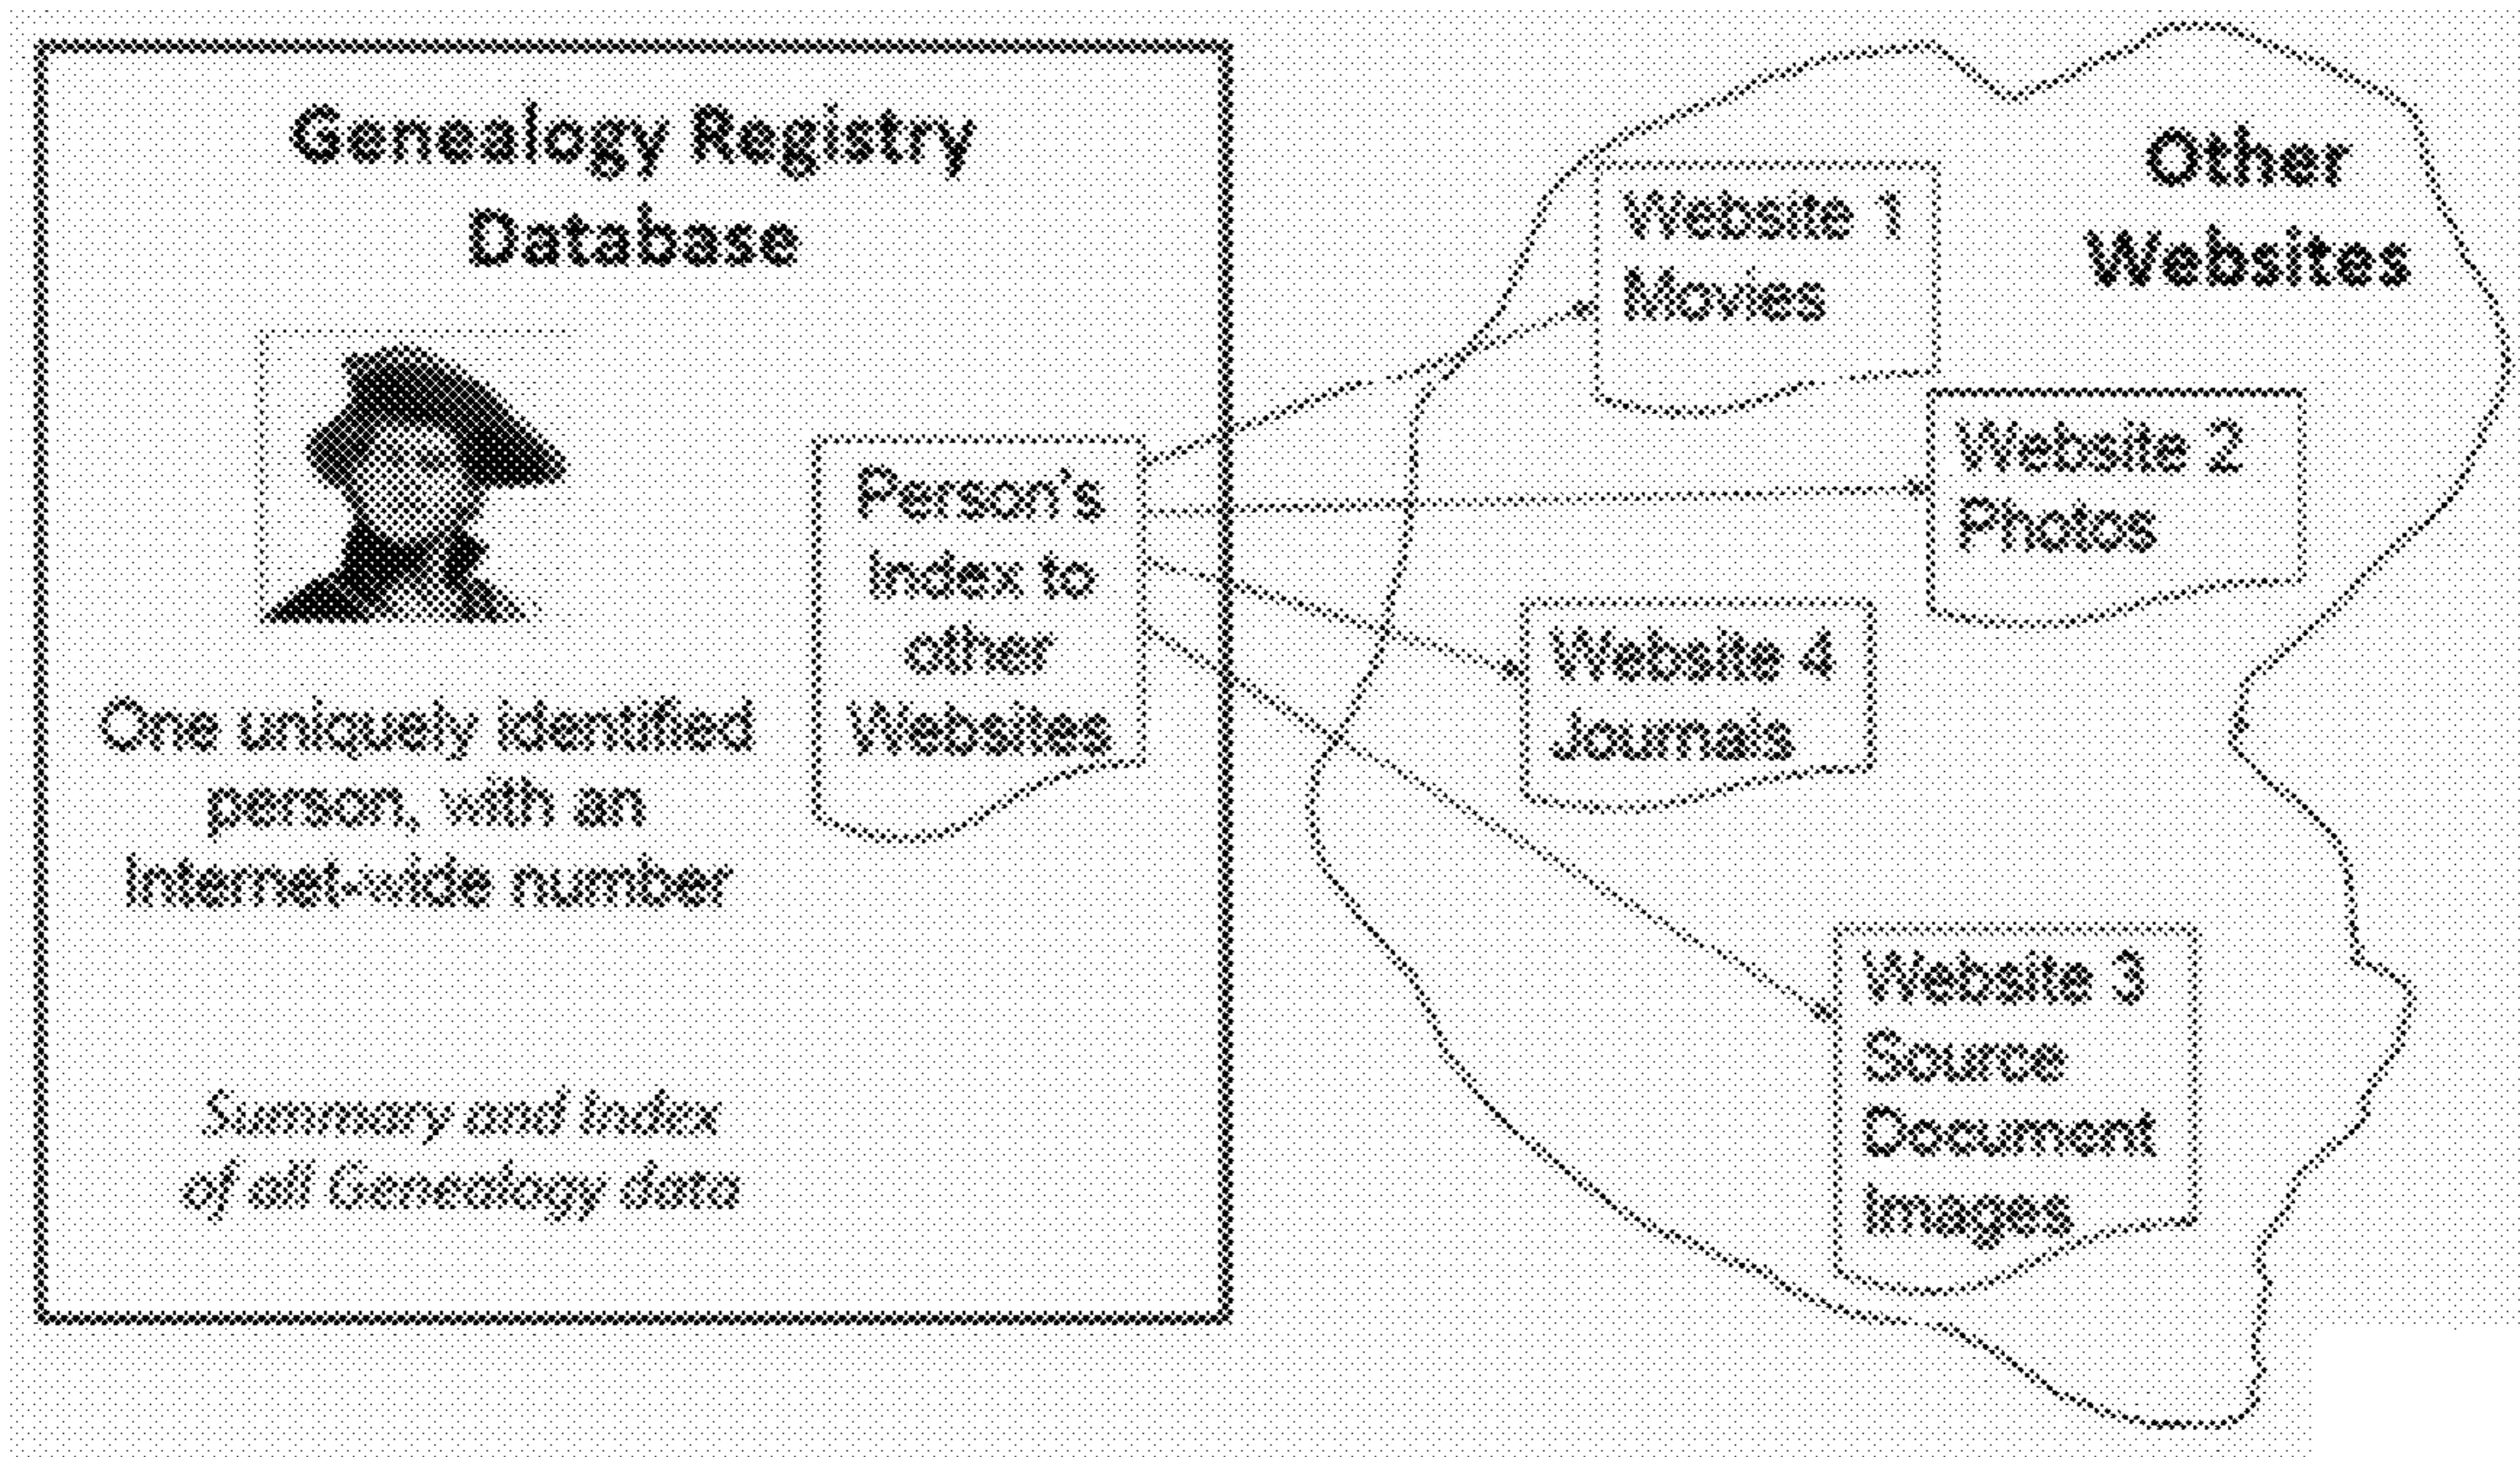 Genealogy Registry
Database
One uniquely identified
person, with an
Internet-wide number
Summary and Index
of all Genealogy data
Person's
Index to
other
Websites
Other
Websites
Website 1
Movies
Website 2
Photos
Website 4
Journals
Website 3
Source
Document
Images